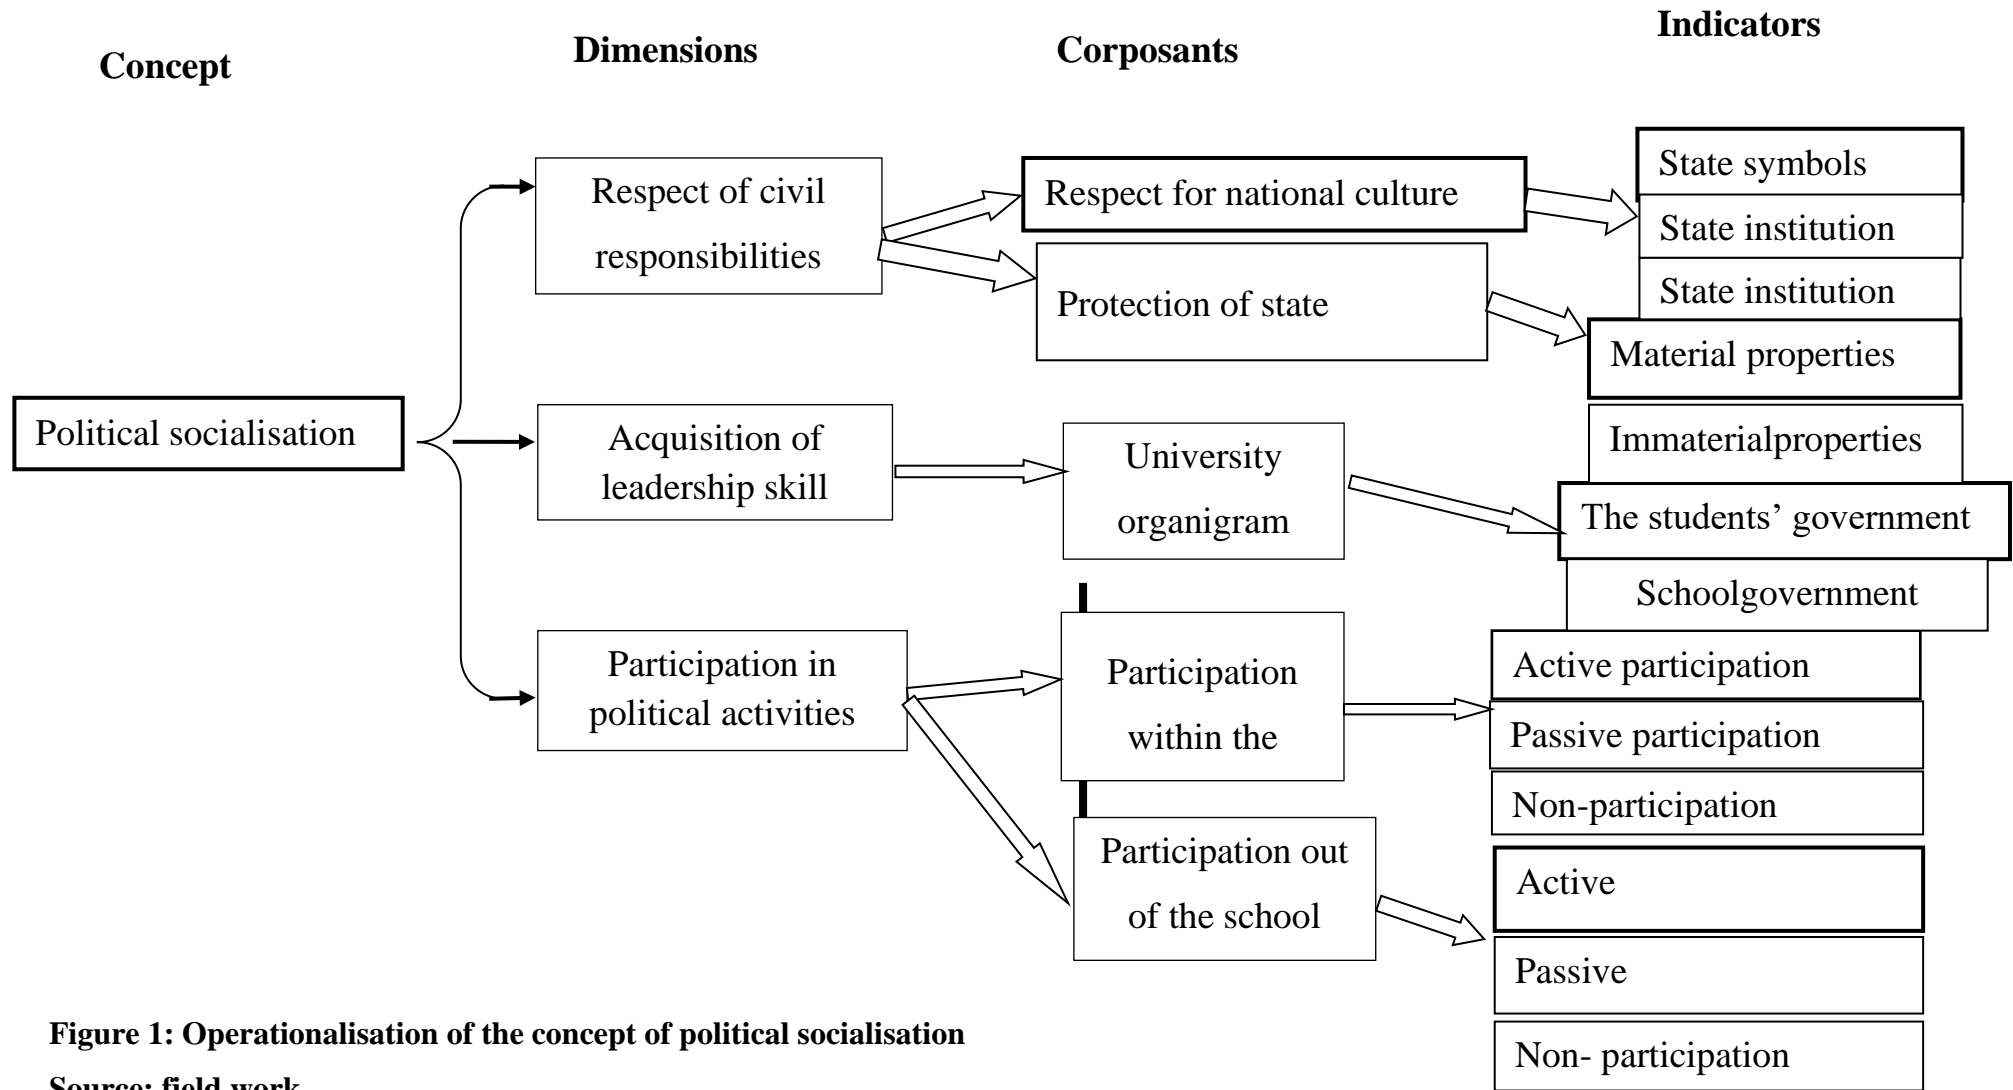 Concept
Dimensions
Corposants
Indicators
Political socialisation
Respect of civil
responsibilities
Acquisition of
leadership skill
Participation in
political activities
Respect for national culture
Protection of state
University
organigram
Participation
within the
Participation out
of the school
State symbols
State institution
State institution
Material properties
Immaterialproperties
The students’ government
Schoolgovernment
Active participation
Passive participation
Non-participation
Active
Passive
Non- participation
Figure 1: Operationalisation of the concept of political socialisation
Source: field work